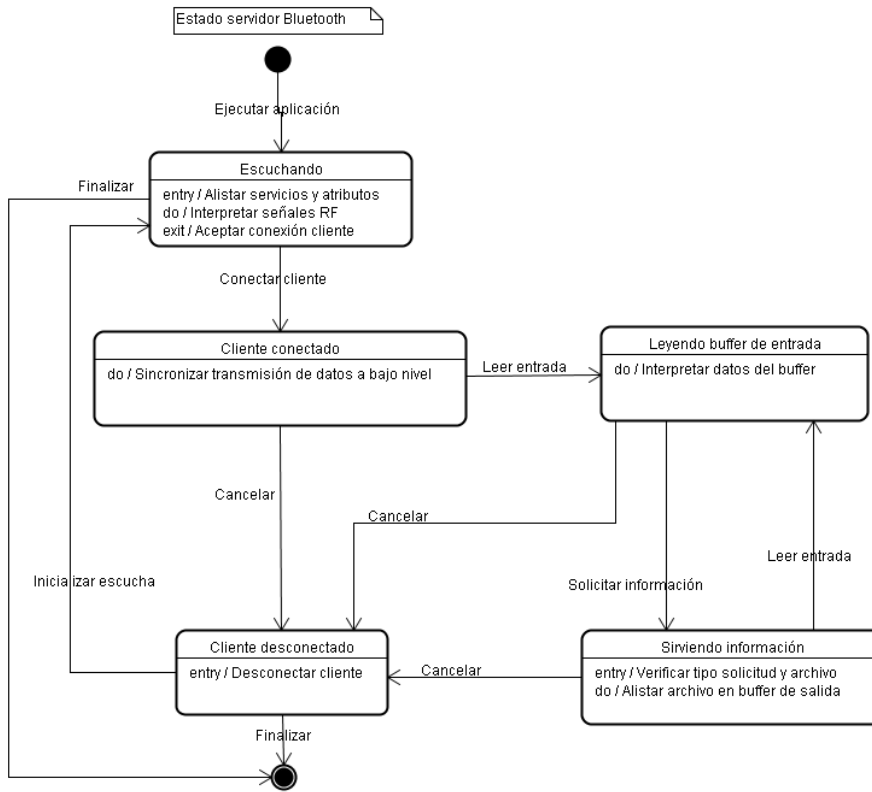 Estado servidor Bluetooth
Ejecutar aplicación
Escuchando
Finalizar
entry / Alistar servicios y atributos
do / Interpretar señales RF
exit / Aceptar conexión cliente
Conectar cliente
Cliente conectado
do / Sincronizar transmisión de datos a bajo nivel
Leer entrada
Leyendo buffer de entrada
do / Interpretar datos del buffer
Cancelar
Cancelar
Inicializar escucha
Solicitar información
Leer entrada
Cliente desconectado
entry / Desconectar cliente
Cancelar
Sirviendo información
entry / Verificar tipo solicitud y archivo
do / Alistar archivo en buffer de salida
Finalizar